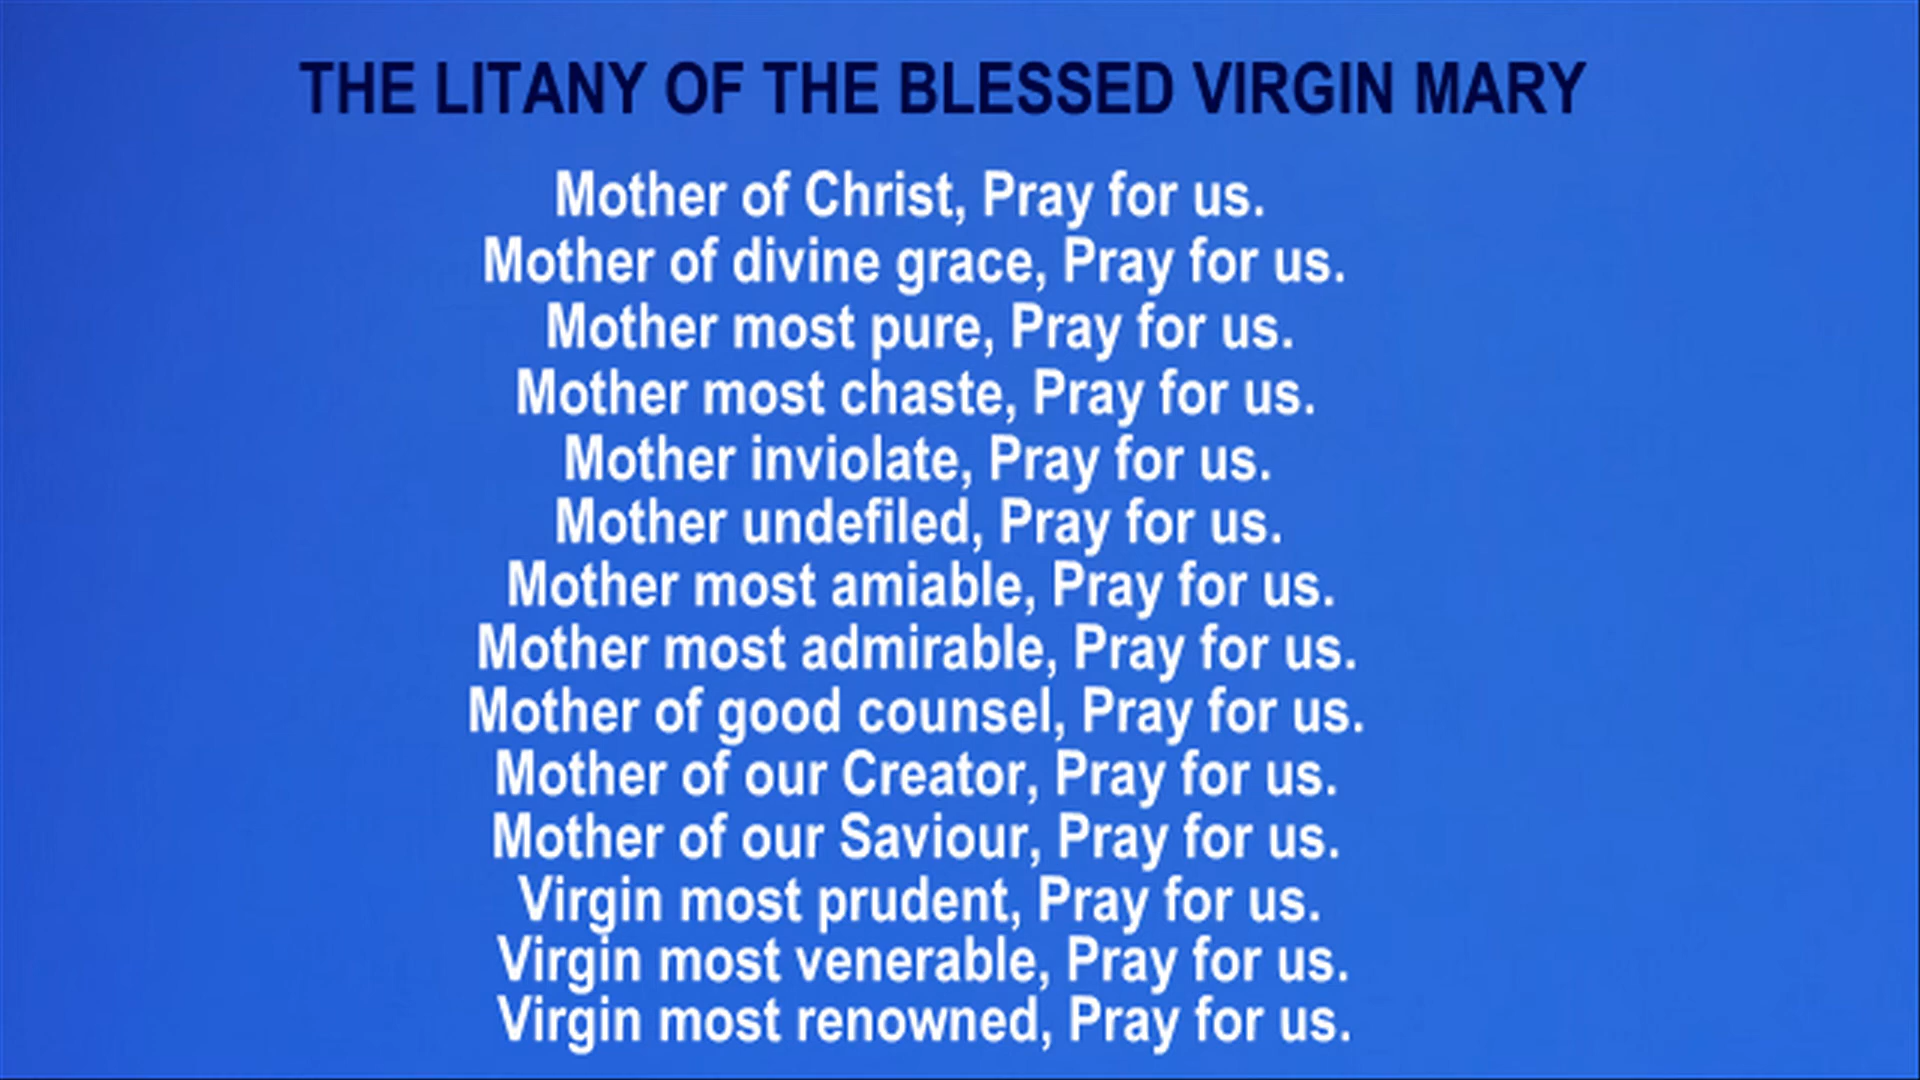 THE LITANY OF THE BLESSED VIRGIN MARY
Mother of Christ, Pray for us.
Mother of divine grace, Pray for us.
Mother most pure, Pray for us.
Mother most chaste, Pray for us.
Mother inviolate, Pray for us.
Mother undefiled, Pray for us.
Mother most amiable, Pray for us.
Mother most admirable, Pray for us.
Mother of good counsel, Pray for us.
Mother of our Creator, Pray for us.
Mother of our Saviour, Pray for us.
Virgin most prudent, Pray for us.
Virgin most venerable, Pray for us.
Virgin most renowned, Pray for us.